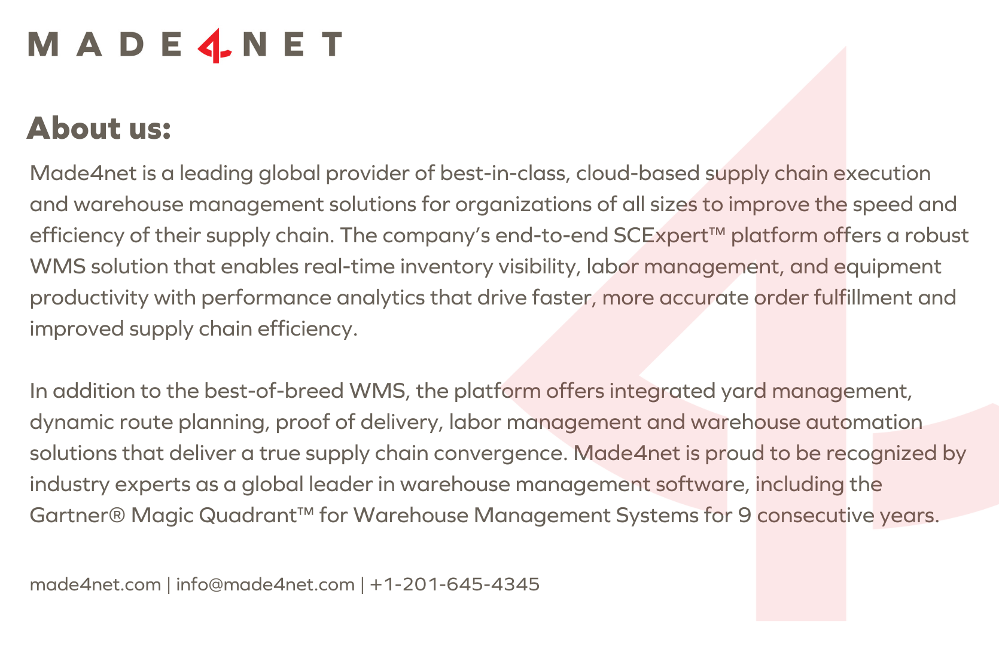 MADE4NET
About us:
Made4net is a leading global provider of best-in-class, cloud-based supply chain execution
and warehouse management solutions for organizations of all sizes to improve the speed and
efficiency of their supply chain. The company’s end-to-end SCExpert™ platform offers a robust
WMS solution that enables real-time inventory visibility, labor management, and equipment
productivity with performance analytics that drive faster, more accurate order fulfillment and
improved supply chain efficiency.
In addition to the best-of-breed WMS, the platform offers integrated yard management,
dynamic route planning, proof of delivery, labor management and warehouse automation
solutions that deliver a true supply chain convergence. Made4net is proud to be recognized by
industry experts as a global leader in warehouse management software, including the
Gartner® Magic Quadrant™ for Warehouse Management Systems for 9 consecutive years.
made4net.com | info@made4net.com | +1-201-645-4345